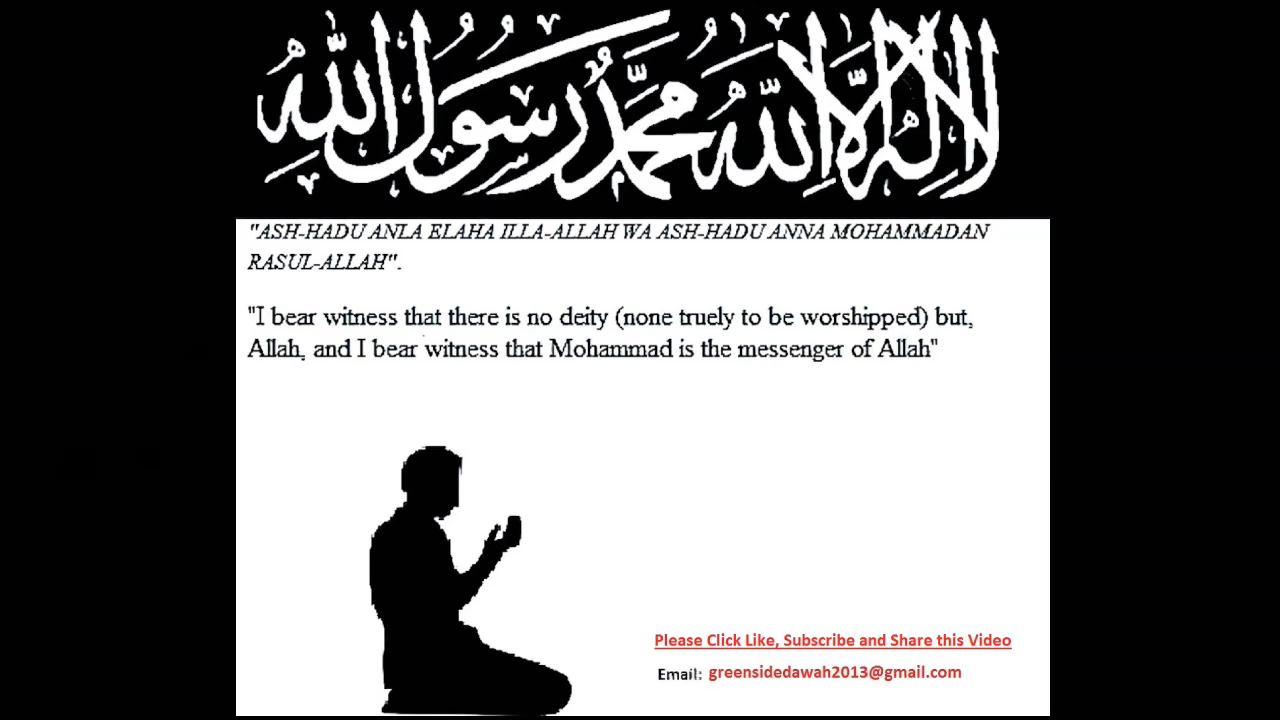 لا إله إلا الله محمد رسول الله
"ASH-HADU ANLA ELAHA ILLA-ALLAH WA ASH-HADU ANNA MOHAMMADAN
RASUL-ALLAH".
"I bear witness that there is no deity (none truely to be worshipped) but,
Allah, and I bear witness that Mohammad is the messenger of Allah"
Please Click Like, Subscribe and Share this Video
Email: greensidedawah2013@gmail.com